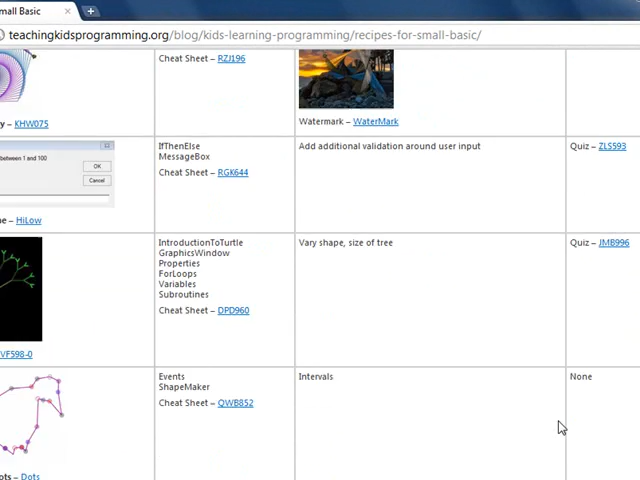 mall Basic
teachingkidsprogramming.org/blog/kids-learning-programming/recipes-for-small-basic/
Cheat Sheet – RZJ196
y – KHW075
Watermark – WaterMark
between 1 and 100
OK
Cancel
IfThenElse
MessageBox
Cheat Sheet – RGK644
Add additional validation around user input
Quiz – ZLS593
ne – HiLow
IntroductionToTurtle
GraphicsWindow
Properties
ForLoops
Variables
Subroutines
Cheat Sheet – DPD960
Vary shape, size of tree
Quiz – JMB996
VF598-0
Events
ShapeMaker
Cheat Sheet – QWB852
Intervals
None
ots – Dots